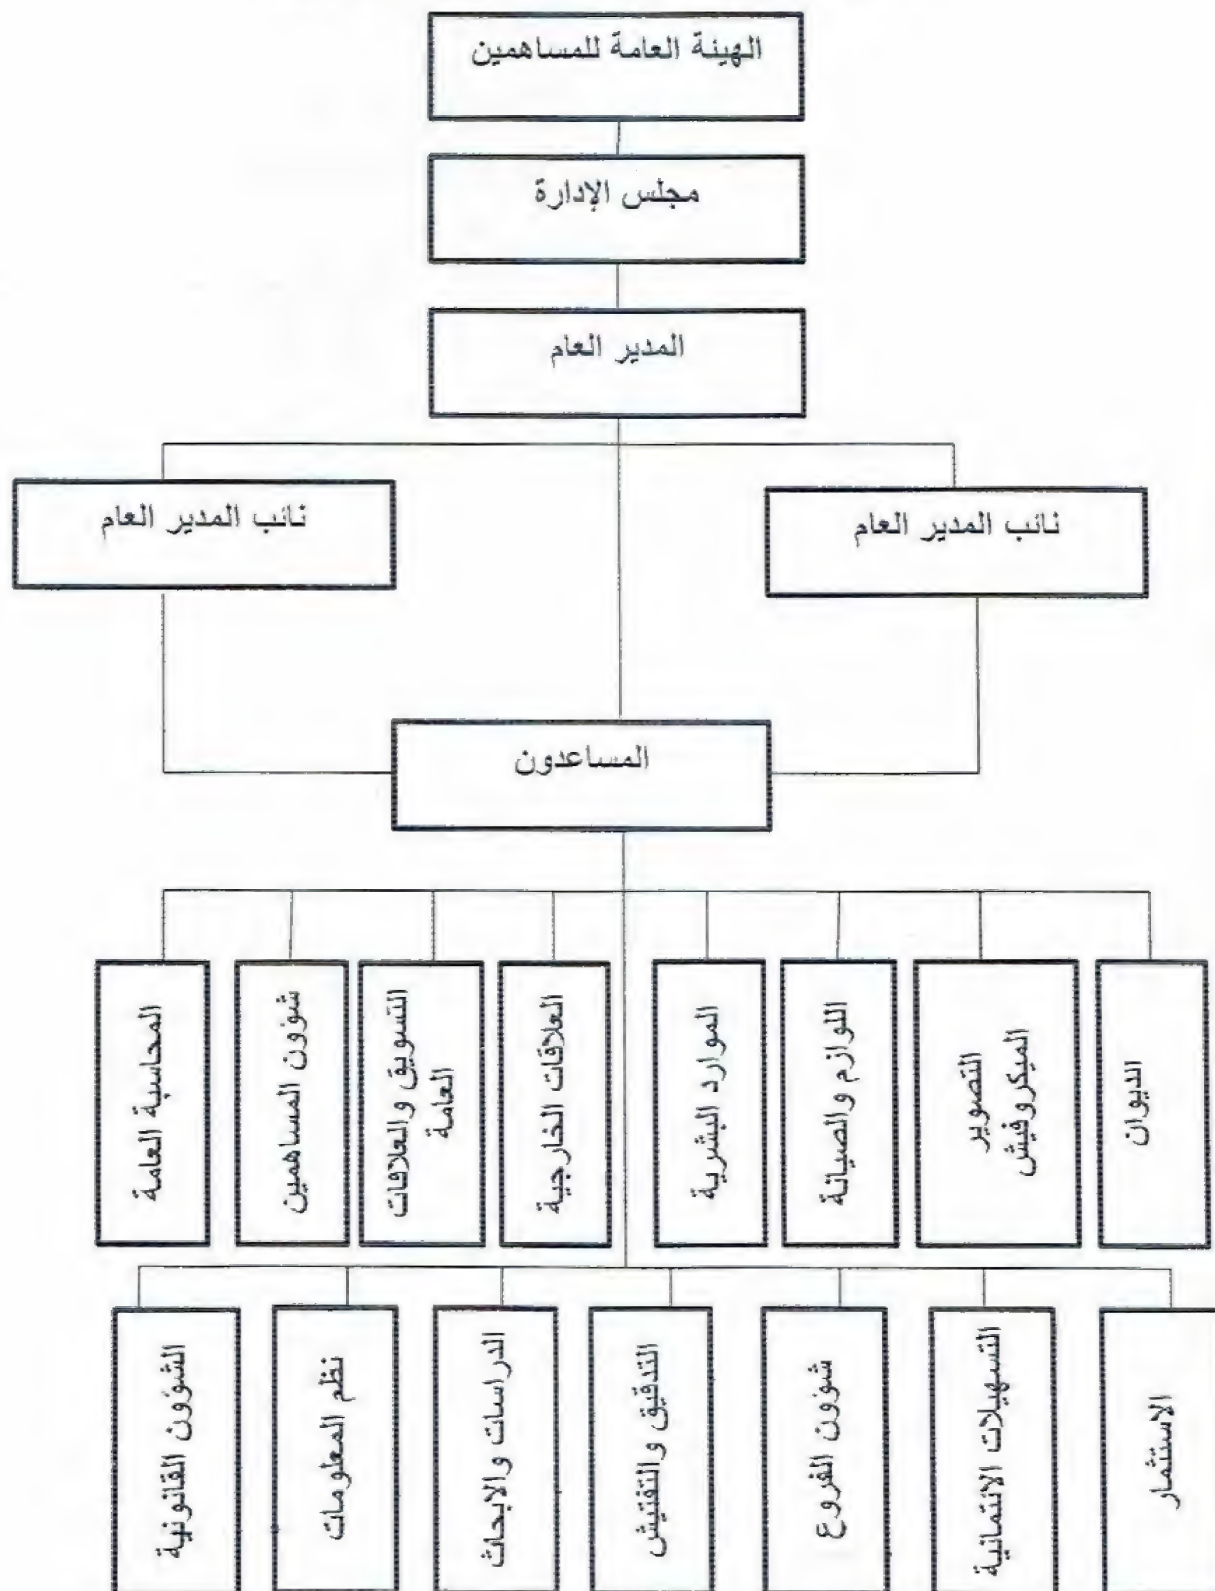 الهيئة العامة للمساهمين
مجلس الإدارة
المدير العام
نائب المدير العام
نائب المدير العام
المساعدون
الديوان
التصوير
الميكروفيش
اللوازم والصيانة
الموارد البشرية
العلاقات الخارجية
التسويق والعلاقات
العامة
شؤون المساهمين
المحاسبة العامة
الاستثمار
التسهيلات الائتمانية
شؤون الفروع
التدقيق والتفتيش
الدراسات والابحاث
نظم المعلومات
الشؤون القانونية